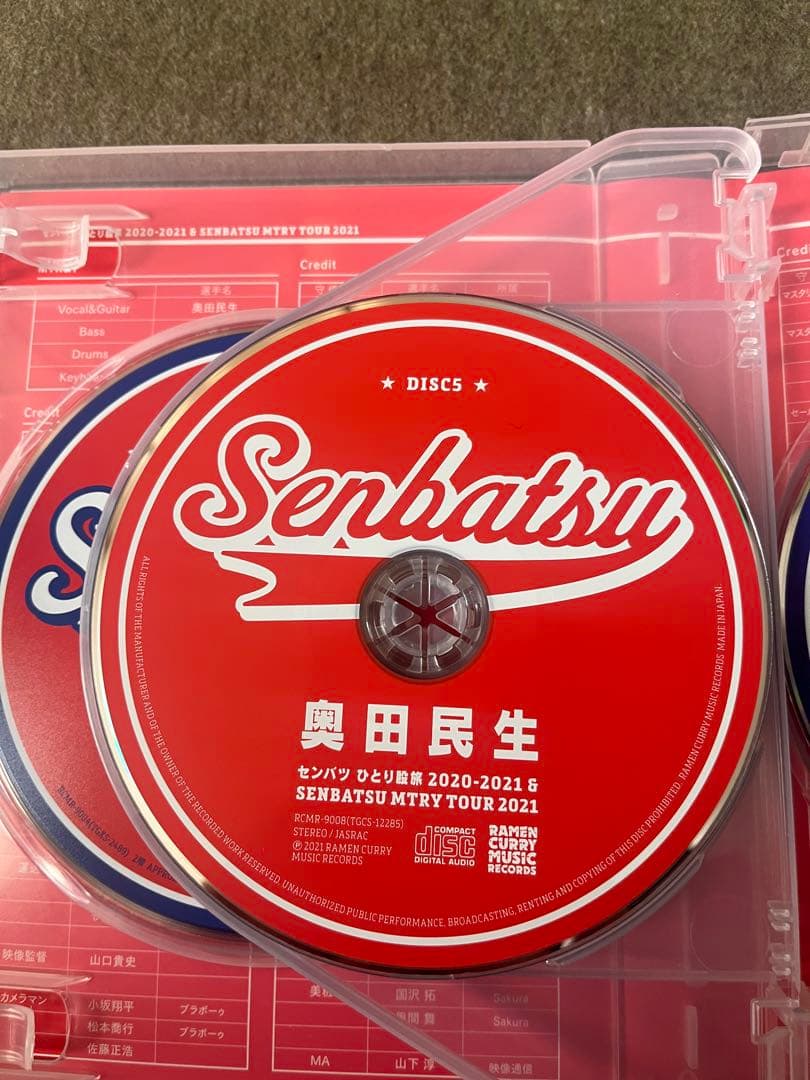 ひとり股旅 2020-2021 & SENBATSU MTRY TOUR 2021
Credit
選手名
Vocal&Guitar
奥田民生
Bass
Drums
Credit
★ DISC5 ★
Senbatsu
奥田民生
センバツ ひとり股旅 2020-2021 &
SENBATSU MTRY TOUR 2021
RCMR-9008(TGCS-12285)
STEREO / JASRAC
Ⓟ 2021 RAMEN CURRY
MUSIC RECORDS
COMPACT
disc
DIGITAL AUDIO
RAMEN
CURRY
MUSIC
RECORDS
ALL RIGHTS OF THE MANUFACTURER AND OF THE OWNER OF THE RECORDED WORK RESERVED. UNAUTHORIZED PUBLIC PERFORMANCE, BROADCASTING, RENTING AND COPYING OF THIS DISC PROHIBITED. RAMEN CURRY MUSIC RECORDS MADE IN JAPAN.
映像監督
山口貴史
カメラマン
小坂翔平
ブラボーゥ
松本喬行
ブラボーゥ
佐藤正浩
国沢 拓
Sakura
Sakura
MA
山下 淳
映像通信